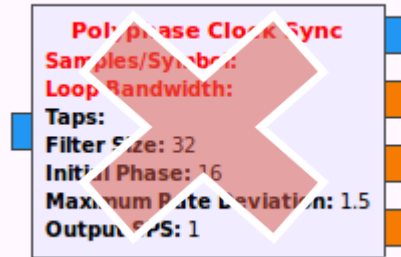 Polyphase Clock Sync
Samples/Symbol:
Loop Bandwidth:
Taps:
Filter Size: 32
Initial Phase: 16
Maximum Rate Deviation: 1.5
Output SPS: 1